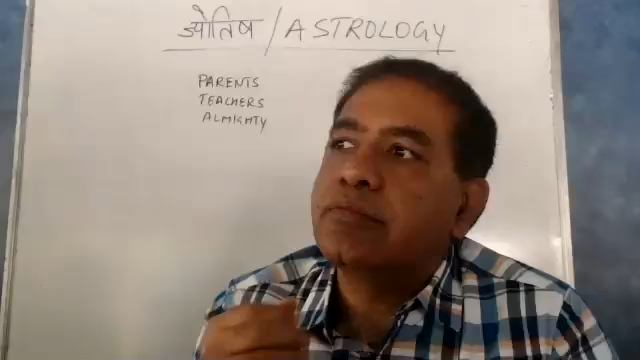 ज्योतिष / ASTROLOGY
PARENTS
TEACHERS
ALMIGHTY